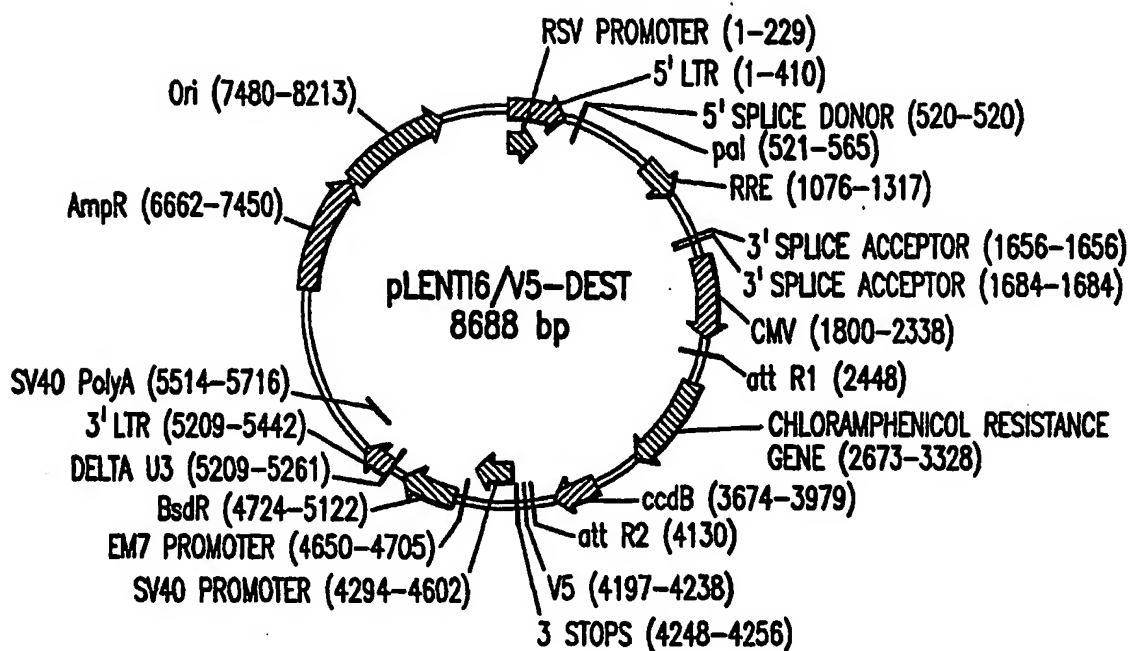 RSV PROMOTER (1-229)
5' LTR (1-410)
5' SPLICE DONOR (520-520)
pal (521-565)
RRE (1076-1317)
3' SPLICE ACCEPTOR (1656-1656)
3' SPLICE ACCEPTOR (1684-1684)
CMV (1800-2338)
att R1 (2448)
CHLORAMPHENICOL RESISTANCE
GENE (2673-3328)
ccdB (3674-3979)
att R2 (4130)
V5 (4197-4238)
3 STOPS (4248-4256)
SV40 PROMOTER (4294-4602)
EM7 PROMOTER (4650-4705)
BsdR (4724-5122)
DELTA U3 (5209-5261)
3' LTR (5209-5442)
SV40 PolyA (5514-5716)
AmpR (6662-7450)
Ori (7480-8213)
pLENTI6/V5-DEST
8688 bp